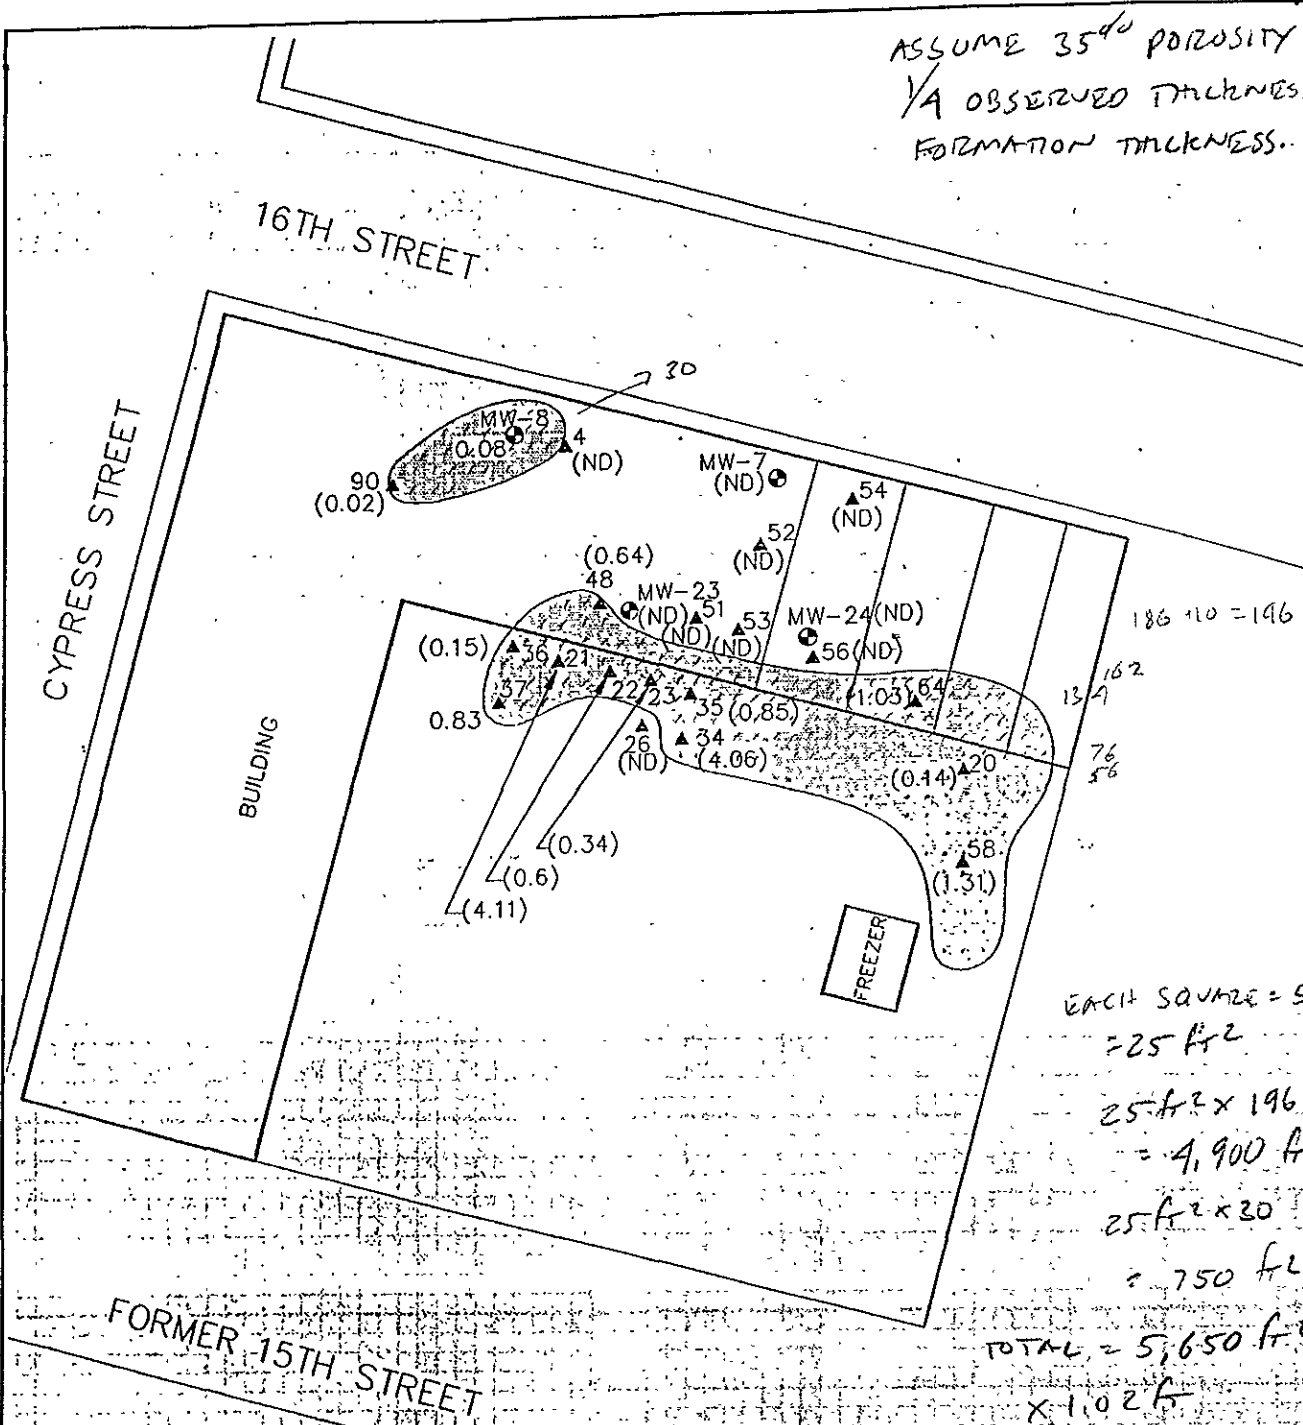 ASSUME 35% POROSITY
1/4 OBSERVED THICKNES
FORMATION THICKNESS.
16TH STREET
CYPRESS STREET
30
MW-8
0.08
4
(ND)
90
(0.02)
MW-7
(ND)
54
(ND)
52
(ND)
(0.64)
48
MW-23
(ND)
51
(ND)
53
(ND)
MW-24(ND)
56(ND)
186 +10 = 196
(0.15)
36
21
37
0.83
22
23
35
(0.85)
(1.03)
64
162
134
26
(ND)
34
(4.06)
76
56
(0.14)
20
BUILDING
(0.34)
(0.6)
(4.11)
58
(1.31)
FREEZER
EACH SQUARE = 5
=25 ft²
25 ft² x 196
= 4,900 f
25 ft² x 30
= 750 ft²
TOTAL = 5,650 ft²
x 1.02 ft
FORMER 15TH STREET